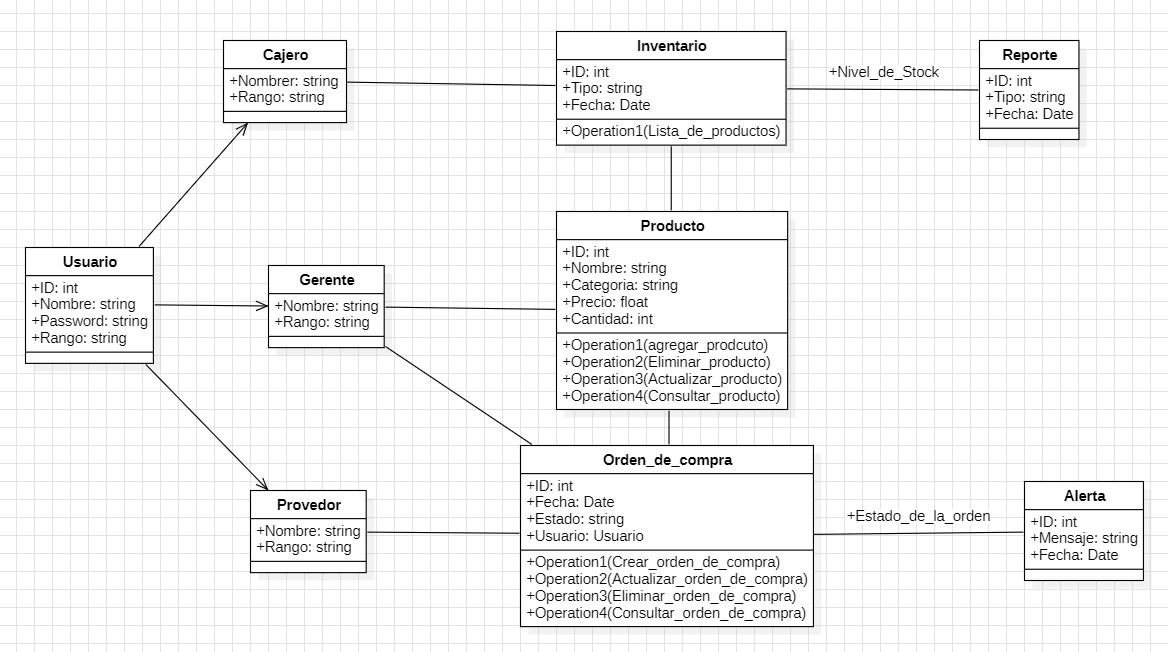 Cajero
+Nombrer: string
+Rango: string
Inventario
+ID: int
+Tipo: string
+Fecha: Date
+Operation1(Lista_de_productos)
+Nivel_de_Stock
Reporte
+ID: int
+Tipo: string
+Fecha: Date
Usuario
+ID: int
+Nombre: string
+Password: string
+Rango: string
Gerente
+Nombre: string
+Rango: string
Producto
+ID: int
+Nombre: string
+Categoria: string
+Precio: float
+Cantidad: int
+Operation1(agregar_prodcuto)
+Operation2(Eliminar_producto)
+Operation3(Actualizar_producto)
+Operation4(Consultar_producto)
Provedor
+Nombre: string
+Rango: string
Orden_de_compra
+ID: int
+Fecha: Date
+Estado: string
+Usuario: Usuario
+Operation1(Crear_orden_de_compra)
+Operation2(Actualizar_orden_de_compra)
+Operation3(Eliminar_orden_de_compra)
+Operation4(Consultar_orden_de_compra)
+Estado_de_la_orden
Alerta
+ID: int
+Mensaje: string
+Fecha: Date